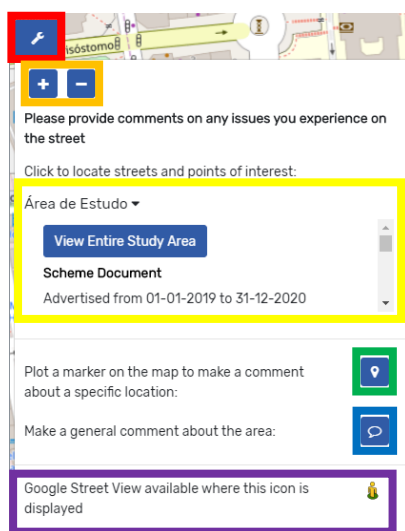 isóstomo
+ −
Please provide comments on any issues you experience on
the street
Click to locate streets and points of interest:
Área de Estudo
View Entire Study Area
Scheme Document
Advertised from 01-01-2019 to 31-12-2020
Plot a marker on the map to make a comment
about a specific location:
Make a general comment about the area:
Google Street View available where this icon is
displayed